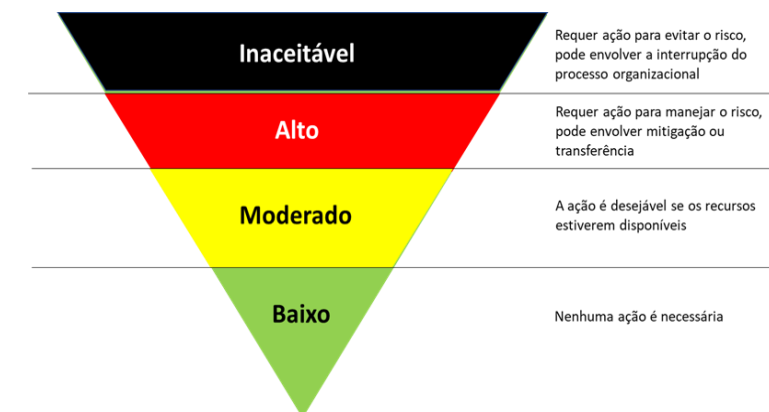 Inaceitável
Requer ação para evitar o risco,
pode envolver a interrupção do
processo organizacional
Alto
Requer ação para manejar o risco,
pode envolver mitigação ou
transferência
Moderado
A ação é desejável se os recursos
estiverem disponíveis
Baixo
Nenhuma ação é necessária